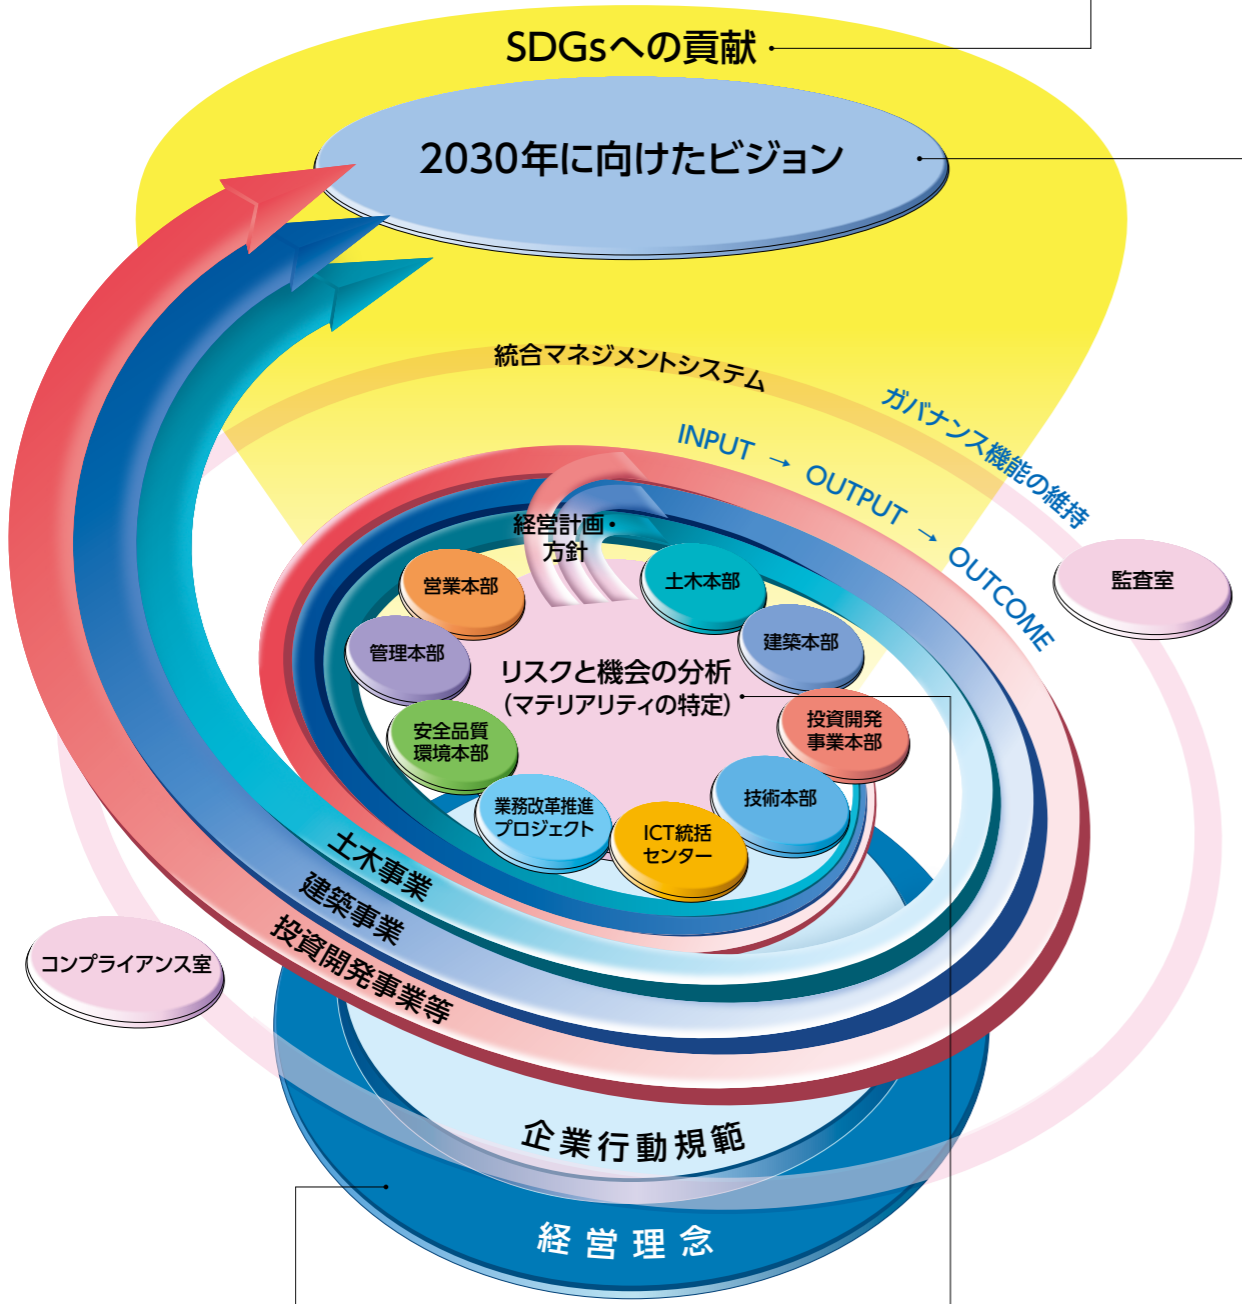 SDGsへの貢献
2030年に向けたビジョン
統合マネジメントシステム
ガバナンス機能の維持
INPUT → OUTPUT → OUTCOME
経営計画・
方針
営業本部
土木本部
監査室
管理本部
建築本部
リスクと機会の分析
(マテリアリティの特定)
安全品質
環境本部
投資開発
事業本部
業務改革推進
プロジェクト
技術本部
ICT統括
センター
土木事業
建築事業
投資開発事業等
コンプライアンス室
企業行動規範
経営理念